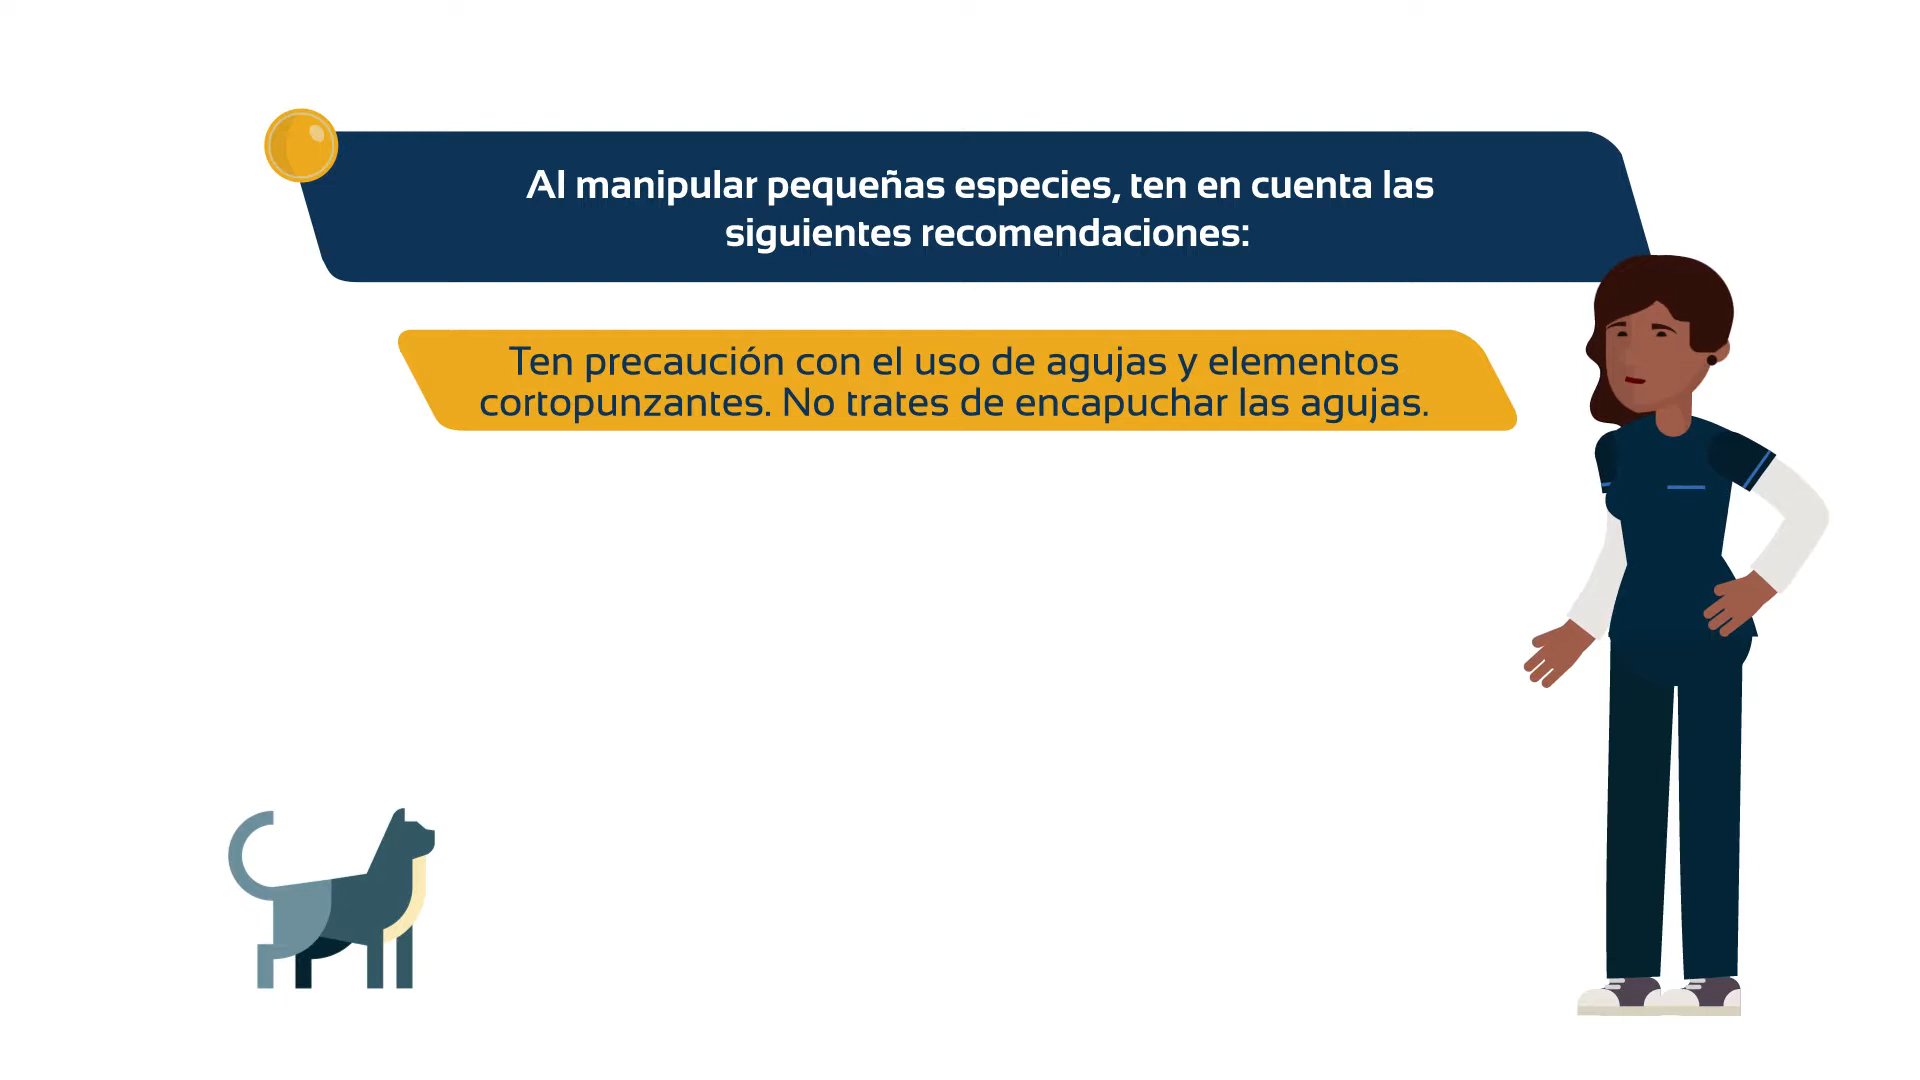 Al manipular pequeñas especies, ten en cuenta las
siguientes recomendaciones:
Ten precaución con el uso de agujas y elementos
cortopunzantes. No trates de encapuchar las agujas.